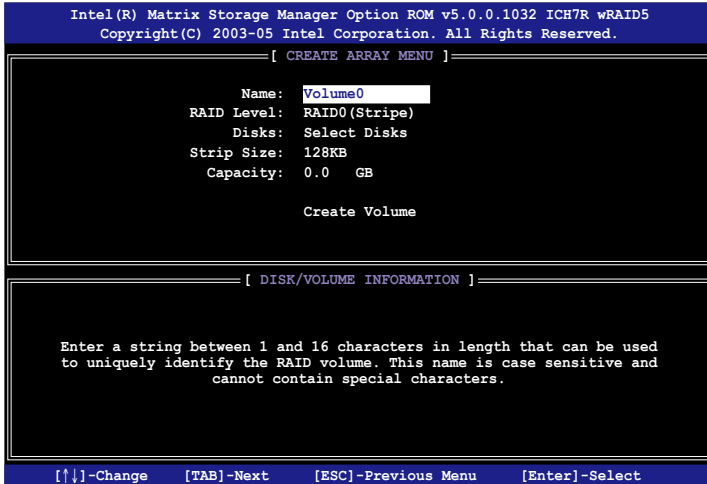 Intel(R) Matrix Storage Manager Option ROM v5.0.0.1032 ICH7R wRAID5
Copyright(C) 2003-05 Intel Corporation. All Rights Reserved.
[ CREATE ARRAY MENU ]
Name: Volume0
RAID Level: RAID0(Stripe)
Disks: Select Disks
Strip Size: 128KB
Capacity: 0.0 GB
Create Volume
[ DISK/VOLUME INFORMATION ]
Enter a string between 1 and 16 characters in length that can be used
to uniquely identify the RAID volume. This name is case sensitive and
cannot contain special characters.
[↑↓]-Change [TAB]-Next [ESC]-Previous Menu [Enter]-Select